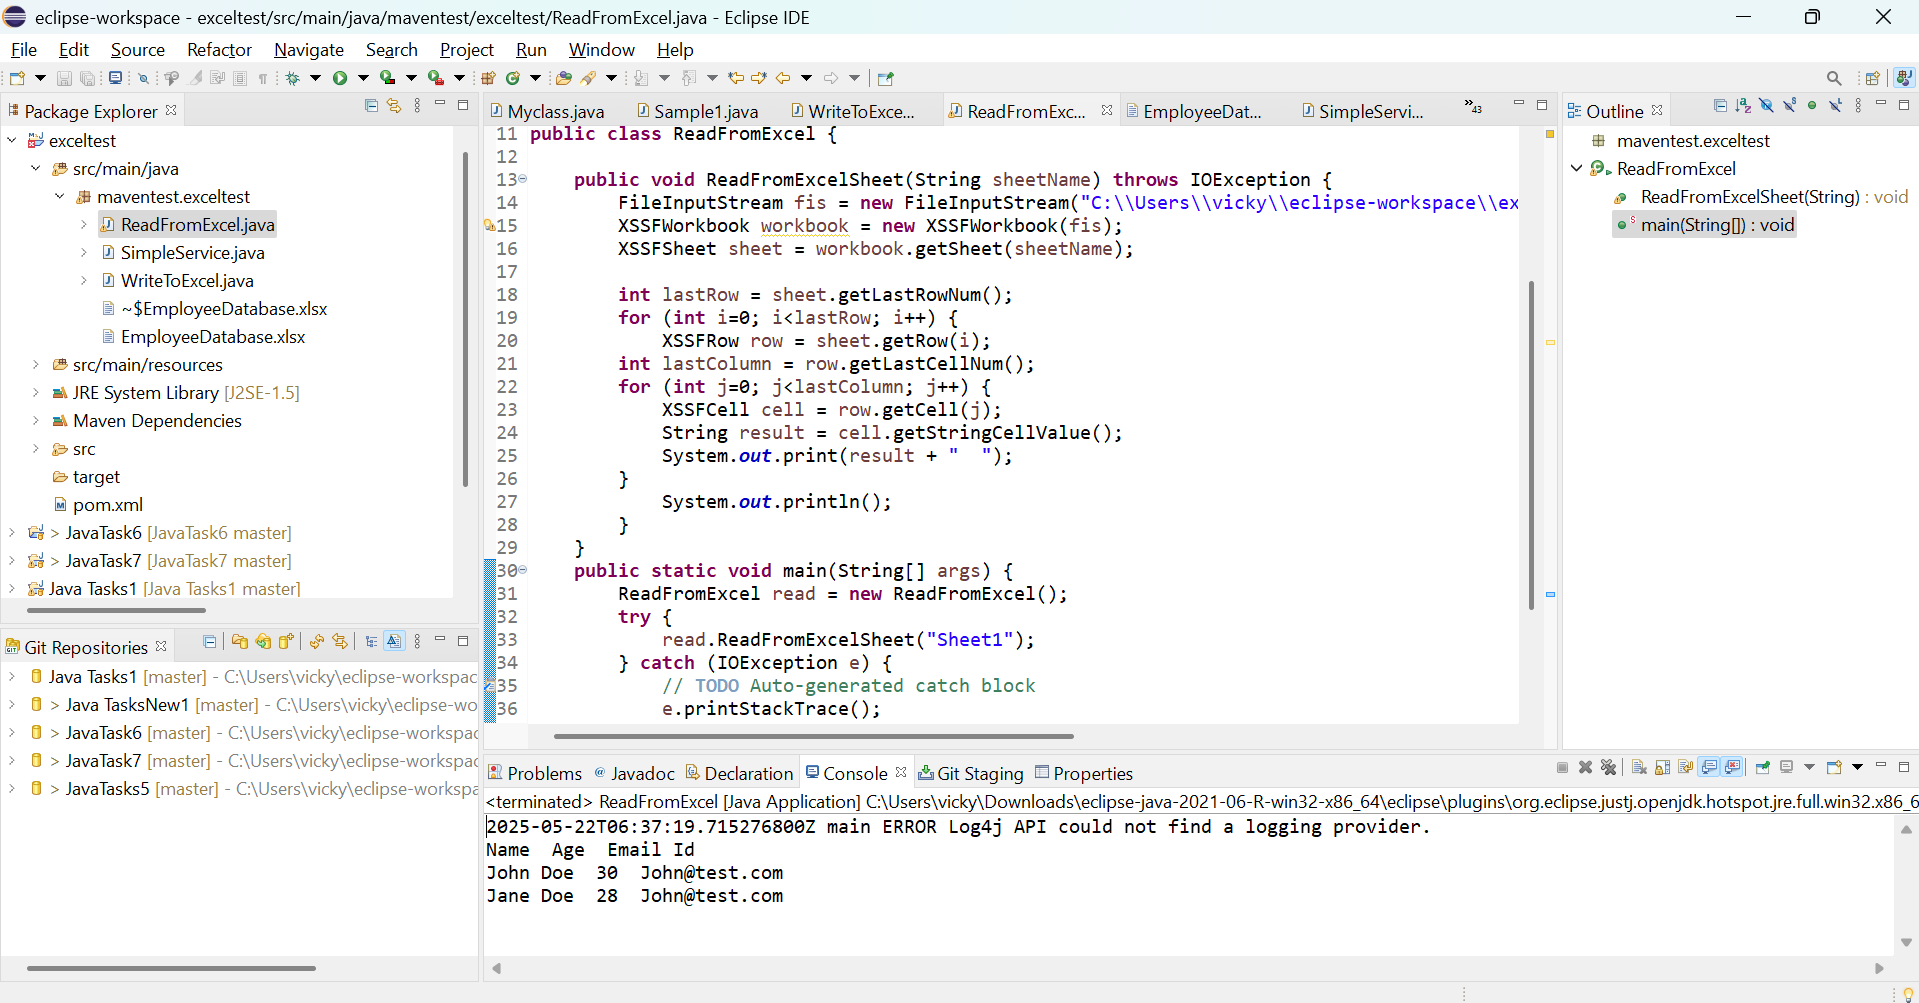 eclipse-workspace - exceltest/src/main/java/maventest/exceltest/ReadFromExcel.java - Eclipse IDE
File Edit Source Refactor Navigate Search Project Run Window Help
Package Explorer
exceltest
src/main/java
maventest.exceltest
ReadFromExcel.java
SimpleService.java
WriteToExcel.java
~$EmployeeDatabase.xlsx
EmployeeDatabase.xlsx
src/main/resources
JRE System Library [J2SE-1.5]
Maven Dependencies
src
target
pom.xml
> JavaTask6 [JavaTask6 master]
> JavaTask7 [JavaTask7 master]
Java Tasks1 [Java Tasks1 master]
Git Repositories
Java Tasks1 [master] - C:\Users\vicky\eclipse-workspac
> Java TasksNew1 [master] - C:\Users\vicky\eclipse-wo
> JavaTask6 [master] - C:\Users\vicky\eclipse-workspac
> JavaTask7 [master] - C:\Users\vicky\eclipse-workspac
> JavaTasks5 [master] - C:\Users\vicky\eclipse-workspa
Myclass.java Sample1.java WriteToExce... ReadFromExc... EmployeeDat... SimpleServi... »43
11 public class ReadFromExcel {
12
13 public void ReadFromExcelSheet(String sheetName) throws IOException {
14 FileInputStream fis = new FileInputStream("C:\\Users\\vicky\\eclipse-workspace\\ex
15 XSSFWorkbook workbook = new XSSFWorkbook(fis);
16 XSSFSheet sheet = workbook.getSheet(sheetName);
17
18 int lastRow = sheet.getLastRowNum();
19 for (int i=0; i<lastRow; i++) {
20 XSSFRow row = sheet.getRow(i);
21 int lastColumn = row.getLastCellNum();
22 for (int j=0; j<lastColumn; j++) {
23 XSSFCell cell = row.getCell(j);
24 String result = cell.getStringCellValue();
25 System.out.print(result + "  ");
26 }
27 System.out.println();
28 }
29 }
30 public static void main(String[] args) {
31 ReadFromExcel read = new ReadFromExcel();
32 try {
33 read.ReadFromExcelSheet("Sheet1");
34 } catch (IOException e) {
35 // TODO Auto-generated catch block
36 e.printStackTrace();
Outline
maventest.exceltest
ReadFromExcel
ReadFromExcelSheet(String) : void
main(String[]) : void
Problems Javadoc Declaration Console Git Staging Properties
<terminated> ReadFromExcel [Java Application] C:\Users\vicky\Downloads\eclipse-java-2021-06-R-win32-x86_64\eclipse\plugins\org.eclipse.justj.openjdk.hotspot.jre.full.win32.x86_6
2025-05-22T06:37:19.715276800Z main ERROR Log4j API could not find a logging provider.
Name  Age  Email Id
John Doe  30  John@test.com
Jane Doe  28  John@test.com